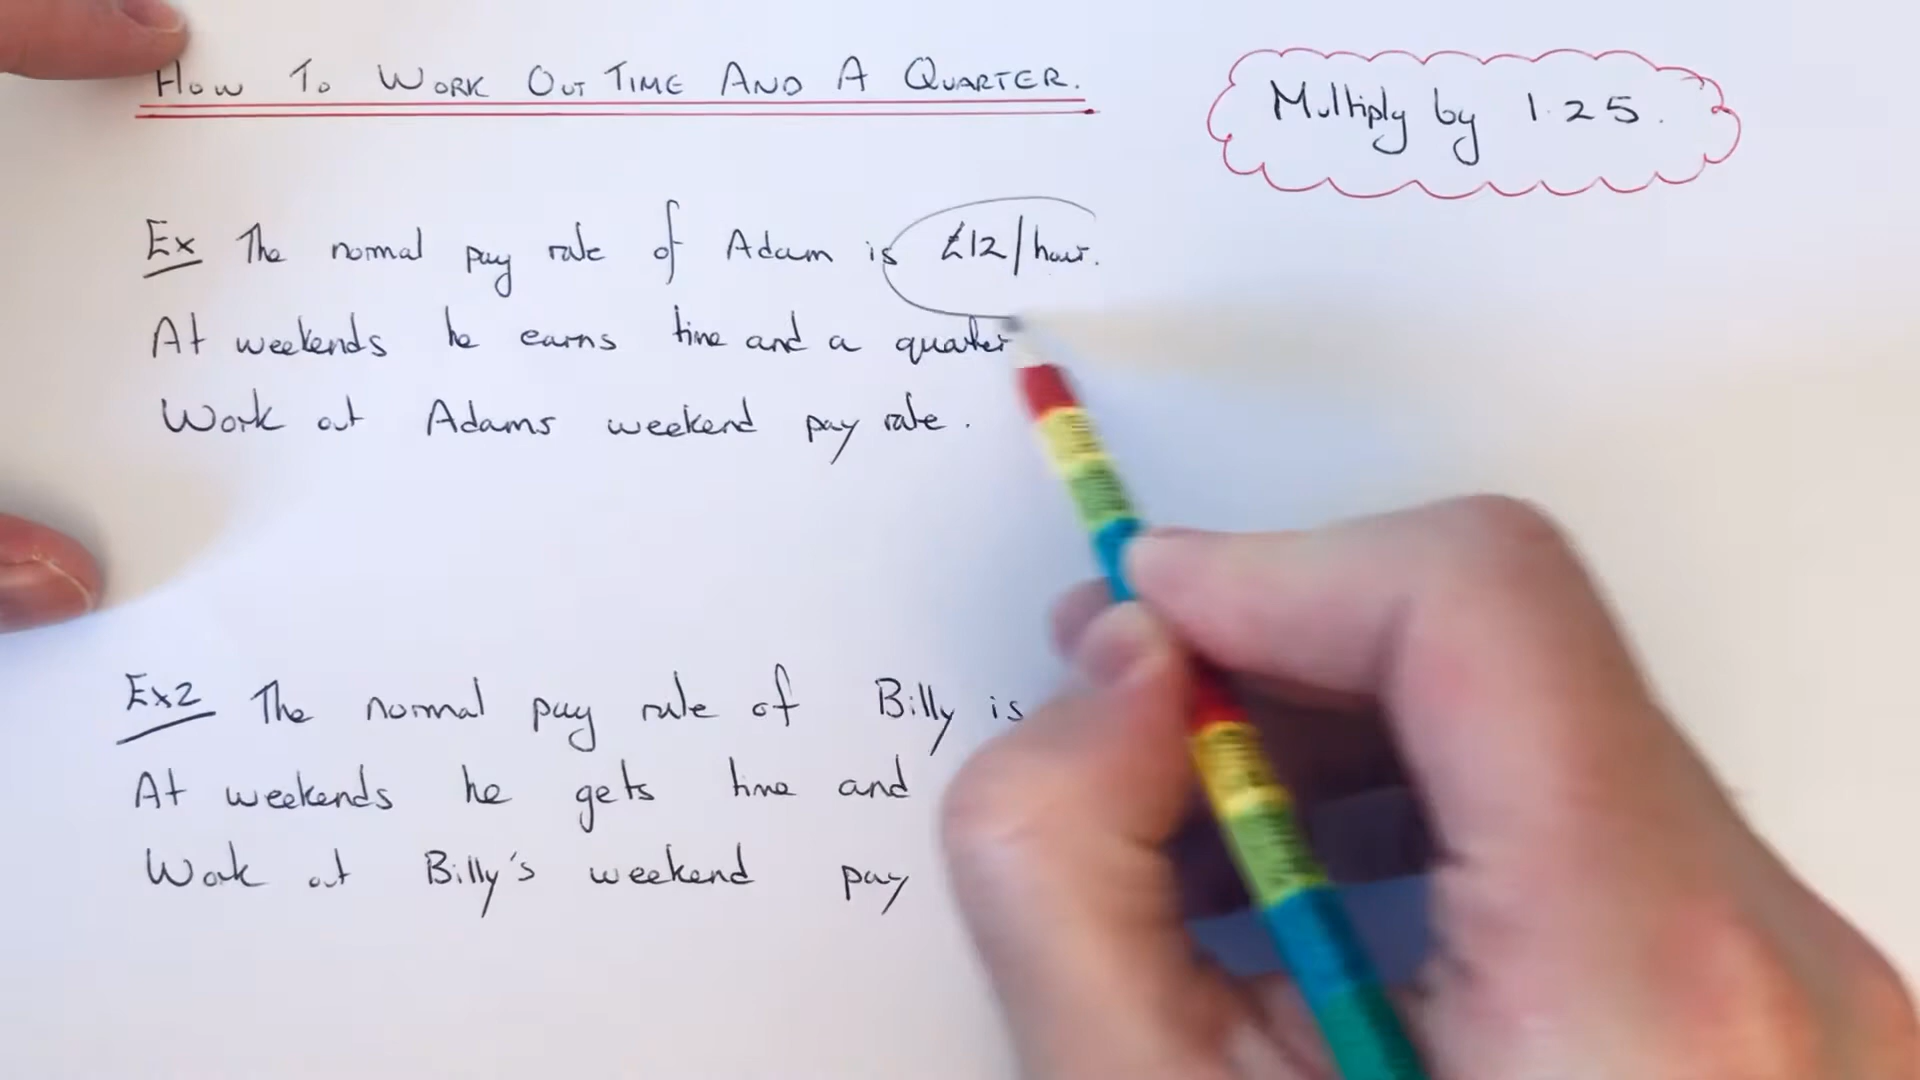 How To Work Out Time And A Quarter.
Multiply by 1.25.
Ex The normal pay rate of Adam is £12/hour.
At weekends he earns time and a quarter
Work out Adams weekend pay rate.
Ex2 The normal pay rate of Billy is
At weekends he gets time and
Work out Billy's weekend pay